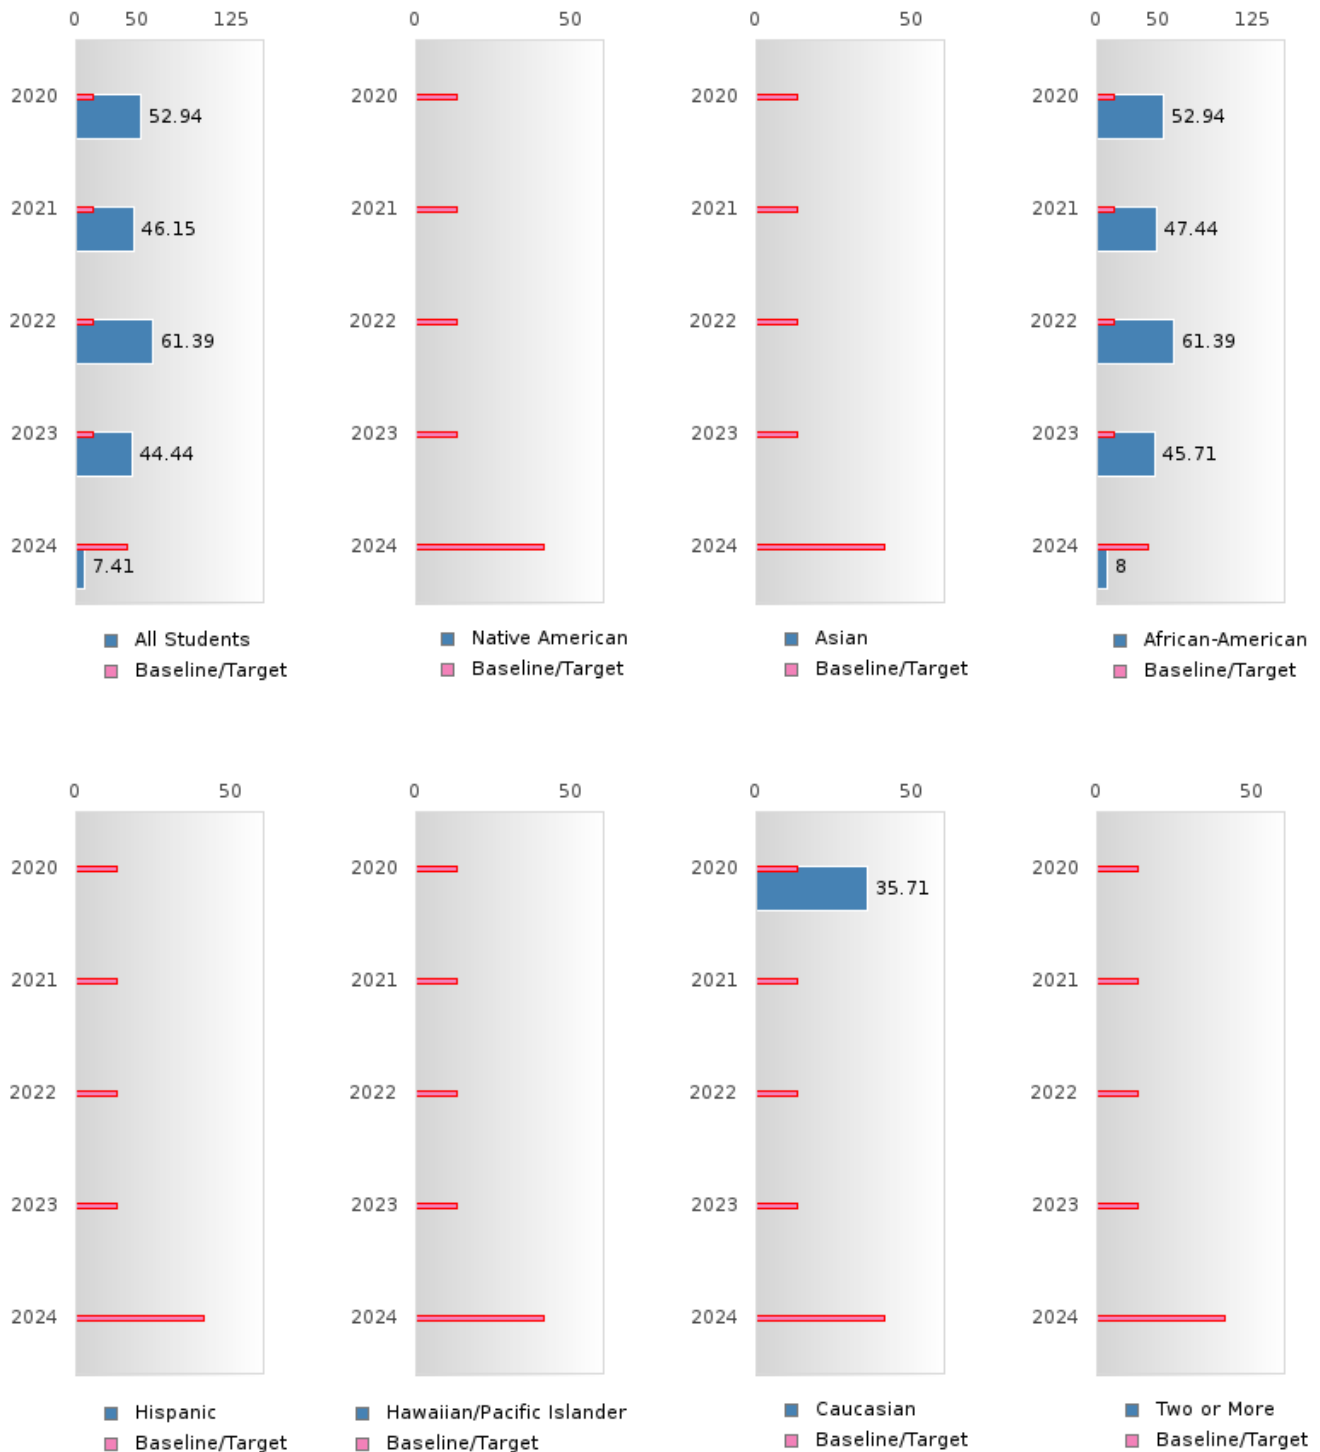 0 50 125
2020 52.94
2021 46.15
2022 61.39
2023 44.44
2024 7.41
All Students
Baseline/Target
0 50
2020
2021
2022
2023
2024
Native American
Baseline/Target
0 50
2020
2021
2022
2023
2024
Asian
Baseline/Target
0 50 125
2020 52.94
2021 47.44
2022 61.39
2023 45.71
2024 8
African-American
Baseline/Target
0 50
2020
2021
2022
2023
2024
Hispanic
Baseline/Target
0 50
2020
2021
2022
2023
2024
Hawaiian/Pacific Islander
Baseline/Target
0 50
2020 35.71
2021
2022
2023
2024
Caucasian
Baseline/Target
0 50
2020
2021
2022
2023
2024
Two or More
Baseline/Target